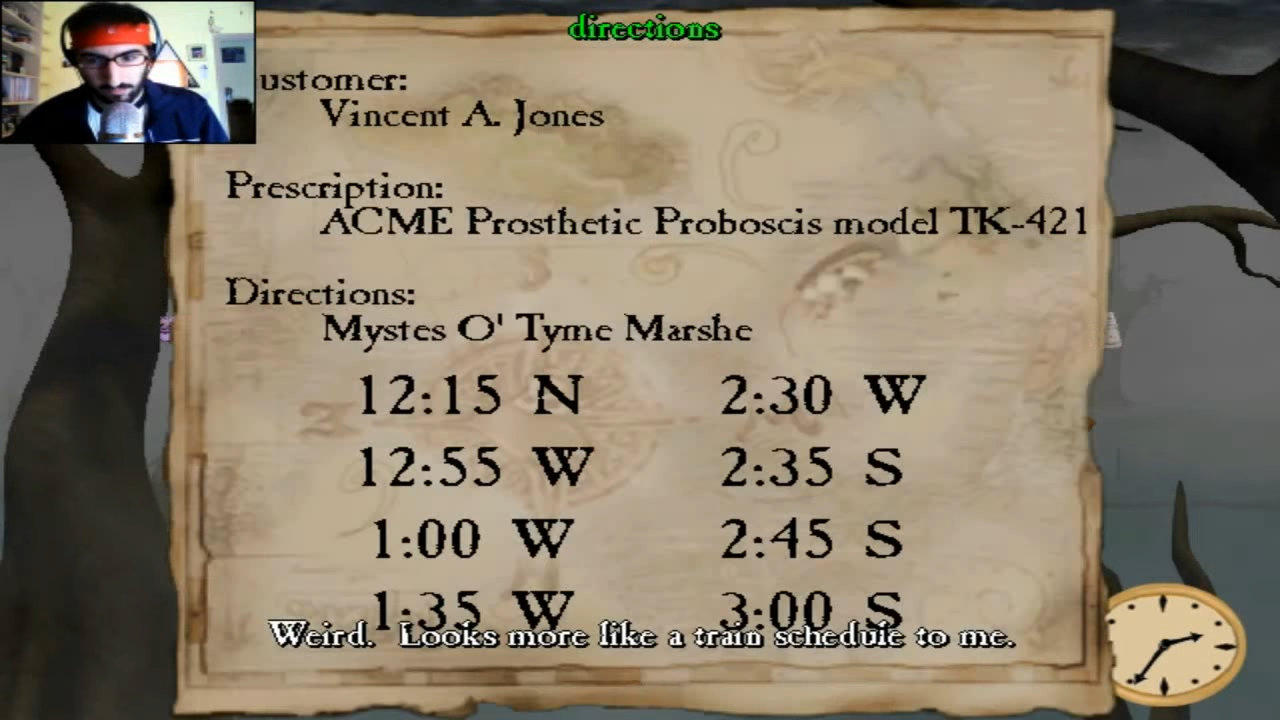 directions
ustomer:
Vincent A. Jones
Prescription:
ACME Prosthetic Proboscis model TK-421
Directions:
Mystes O' Tyme Marshe
12:15 N 2:30 W
12:55 W 2:35 S
1:00 W 2:45 S
1:35 W 3:00 S
Weird. Looks more like a train schedule to me.